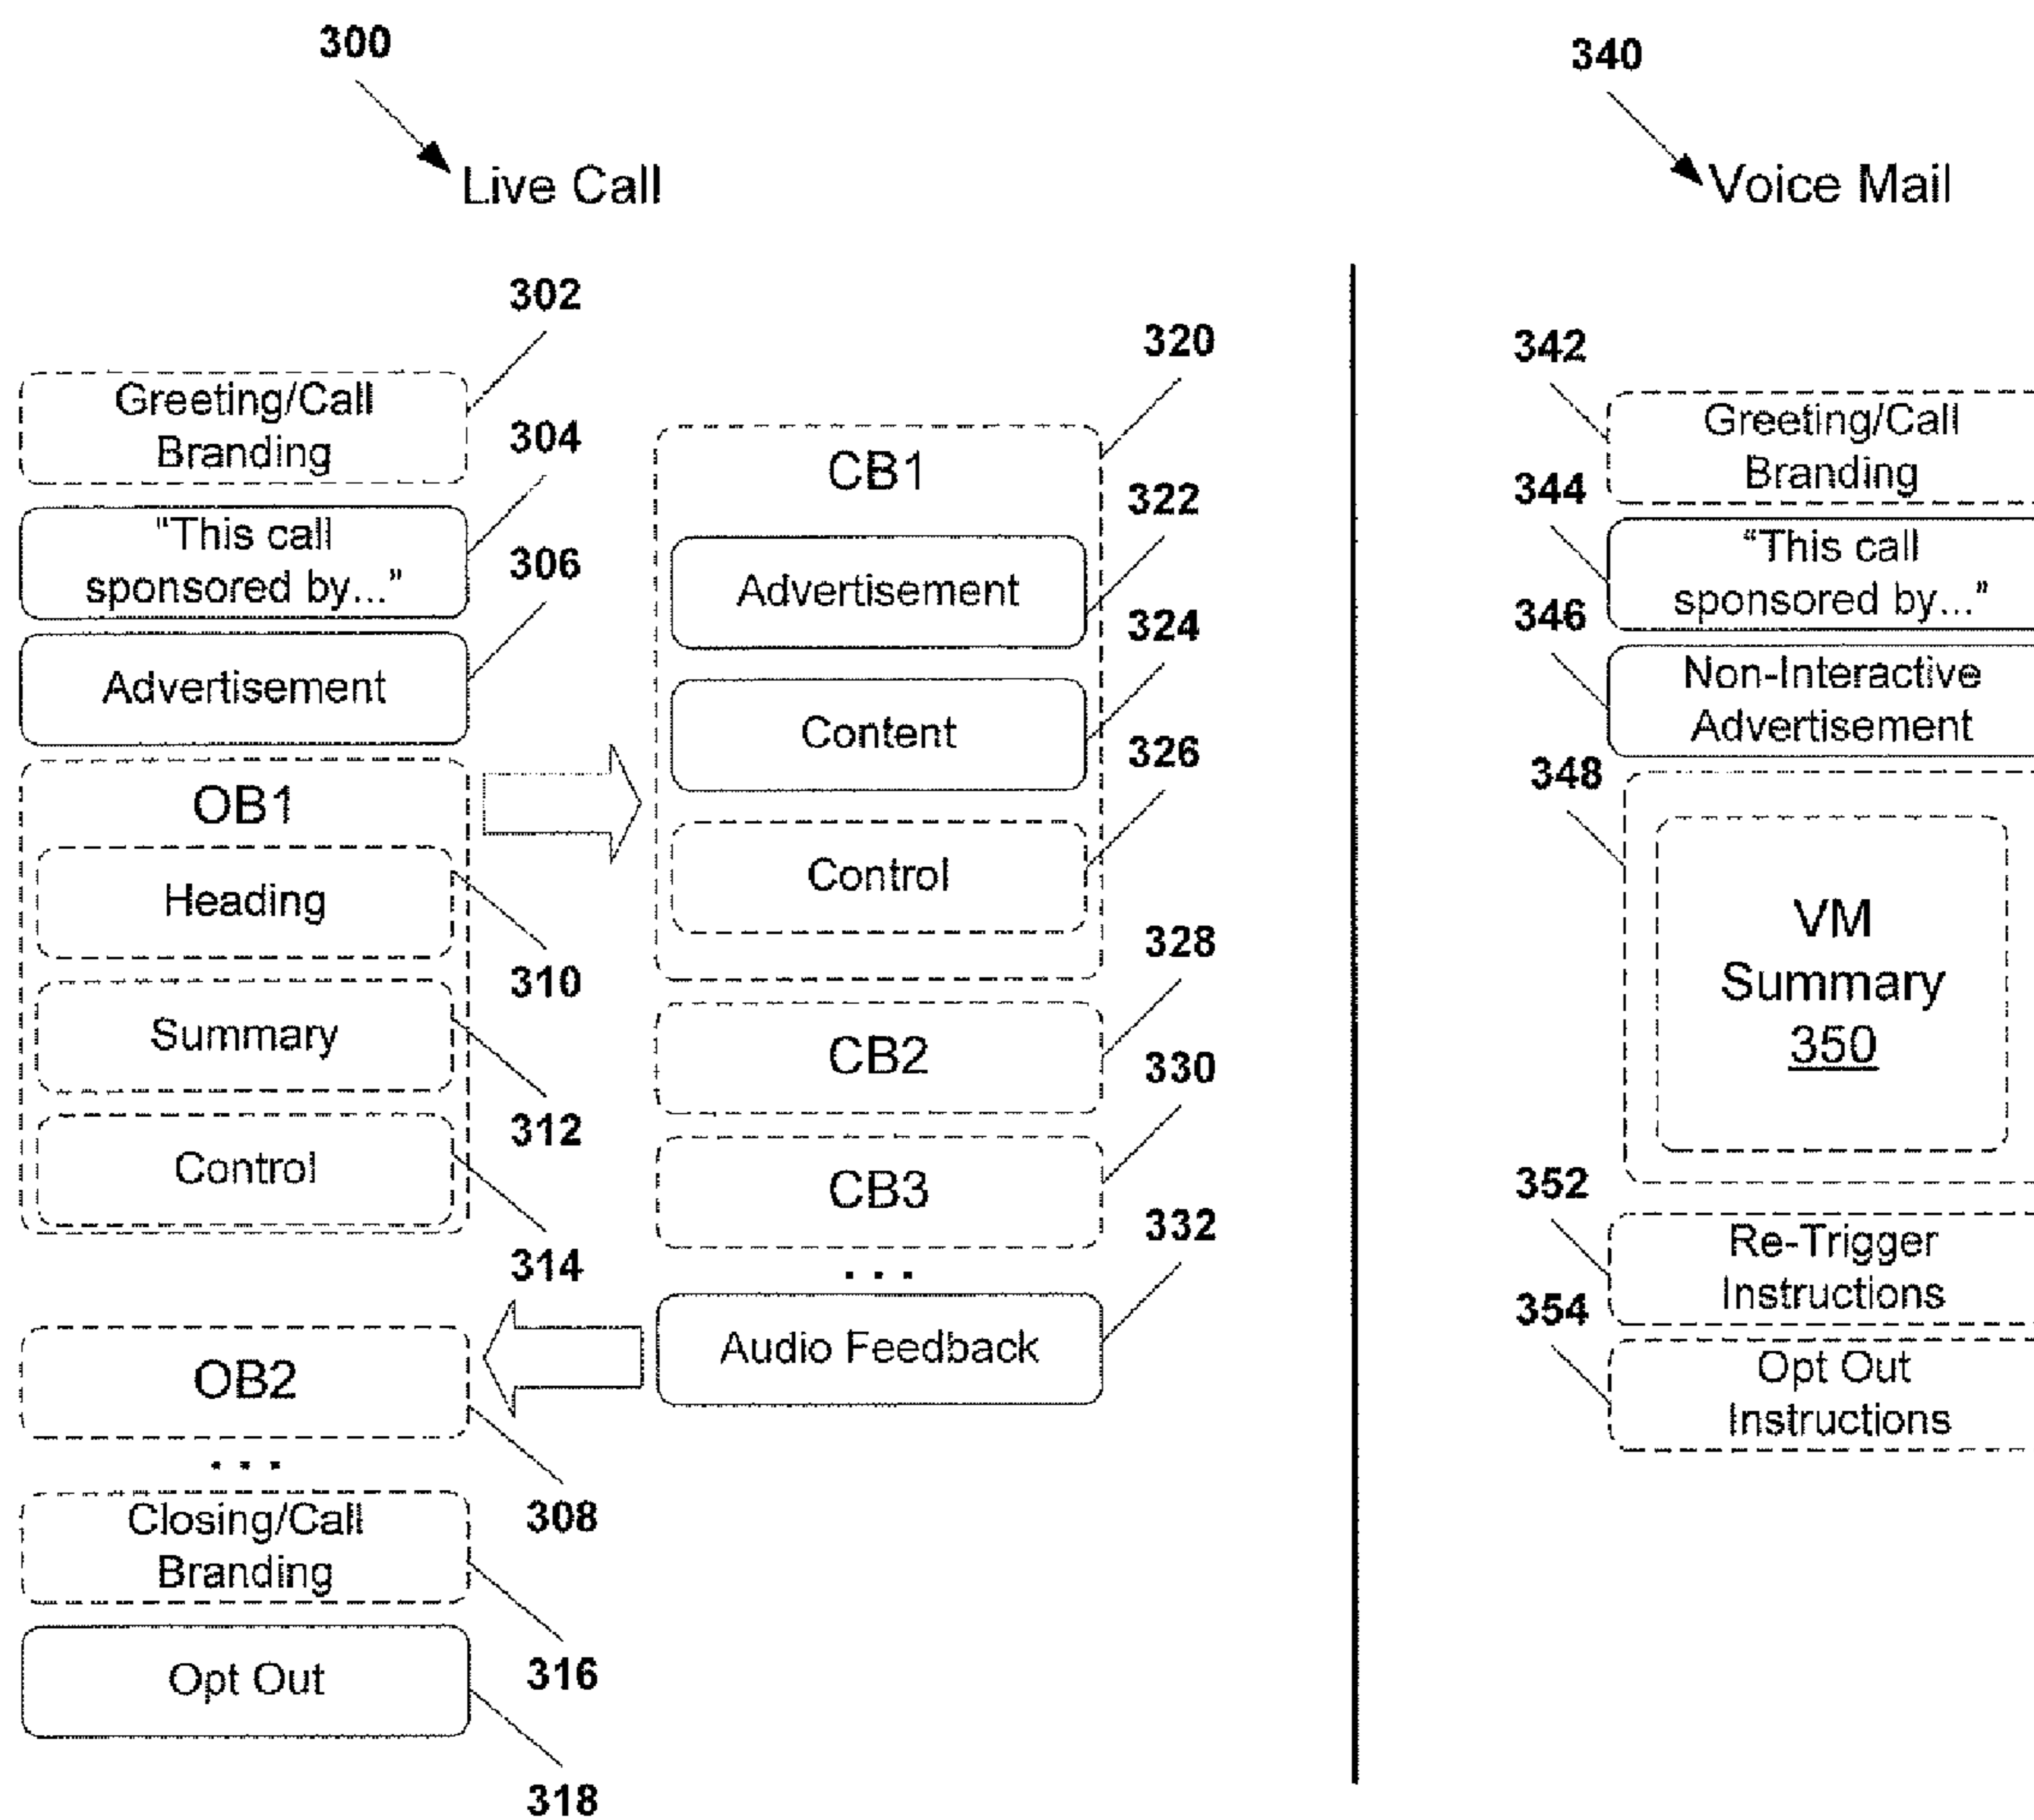 300
Live Call
302
Greeting/Call
Branding
304
"This call
sponsored by..."
306
Advertisement
OB1
Heading
310
Summary
312
Control
314
OB2
308
...
Closing/Call
Branding
316
Opt Out
318
320
CB1
322
Advertisement
324
Content
326
Control
328
CB2
330
CB3
332
...
Audio Feedback
340
Voice Mail
342
Greeting/Call
Branding
344
“This call
sponsored by...”
346
Non-Interactive
Advertisement
348
VM
Summary
350
352
Re-Trigger
Instructions
354
Opt Out
Instructions